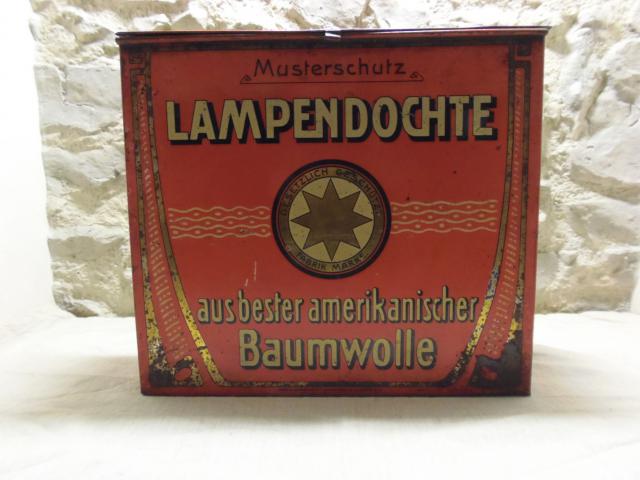 Musterschutz
LAMPENDOCHTE
GESETZLICH GESCHÜTZT
FABRIK MARKE
aus bester amerikanischer
Baumwolle